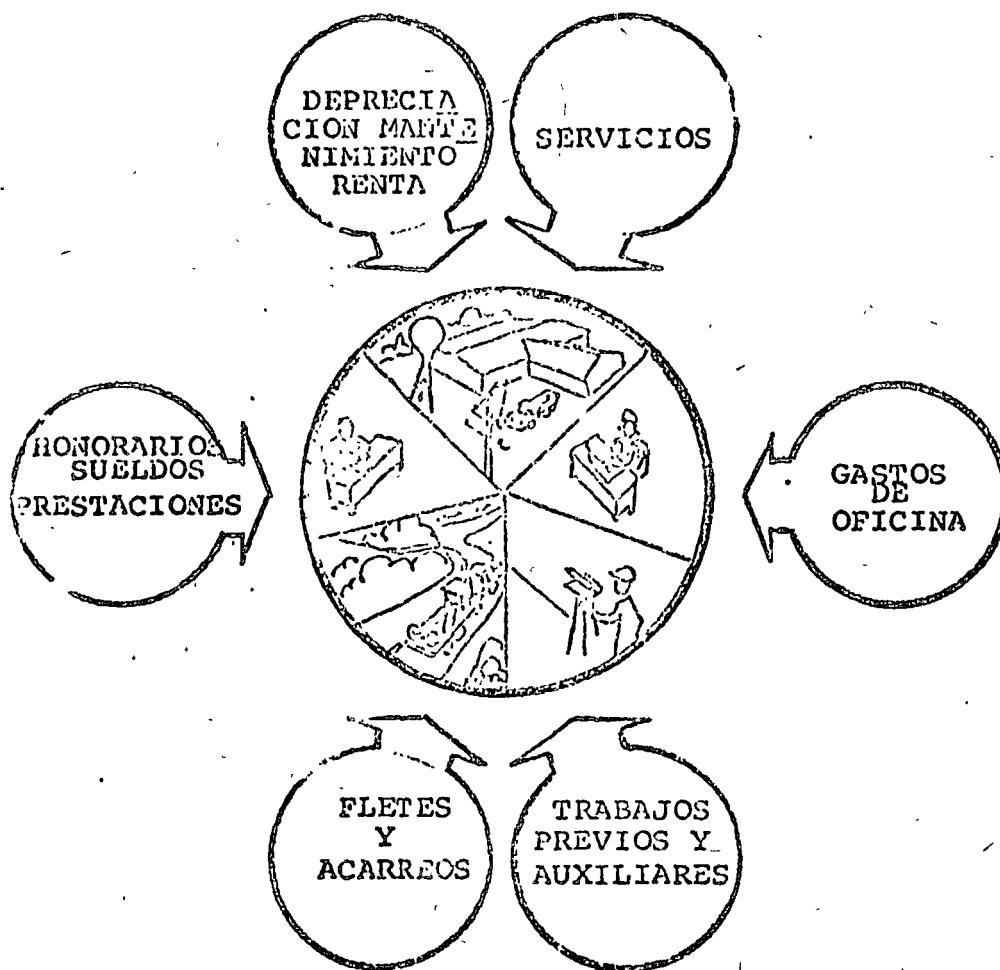 DEPRECIA
CION MANTE
NIMIENTO
RENTA
SERVICIOS
HONORARIOS
SUELDOS
PRESTACIONES
GASTOS
DE
OFICINA
FLETES
Y
ACARREOS
TRABAJOS
PREVIOS Y
AUXILIARES